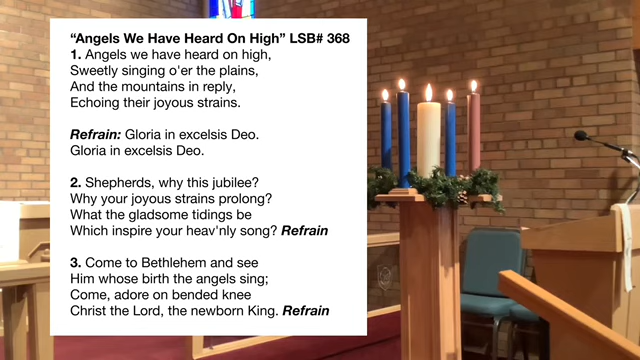 “Angels We Have Heard On High” LSB# 368
1. Angels we have heard on high,
Sweetly singing o'er the plains,
And the mountains in reply,
Echoing their joyous strains.
Refrain: Gloria in excelsis Deo.
Gloria in excelsis Deo.
2. Shepherds, why this jubilee?
Why your joyous strains prolong?
What the gladsome tidings be
Which inspire your heav'nly song? Refrain
3. Come to Bethlehem and see
Him whose birth the angels sing;
Come, adore on bended knee
Christ the Lord, the newborn King. Refrain